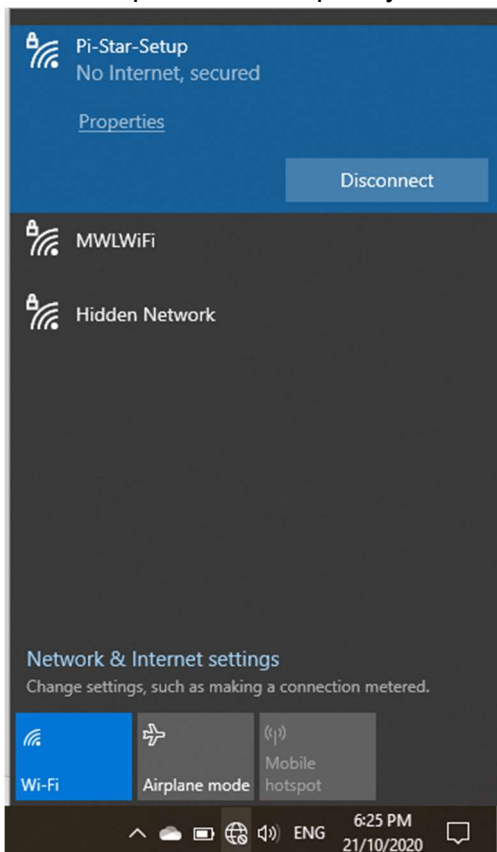 Pi-Star-Setup
No Internet, secured
Properties
Disconnect
MWLWiFi
Hidden Network
Network & Internet settings
Change settings, such as making a connection metered.
Wi-Fi
Airplane mode
Mobile
hotspot
ENG
6:25 PM
21/10/2020